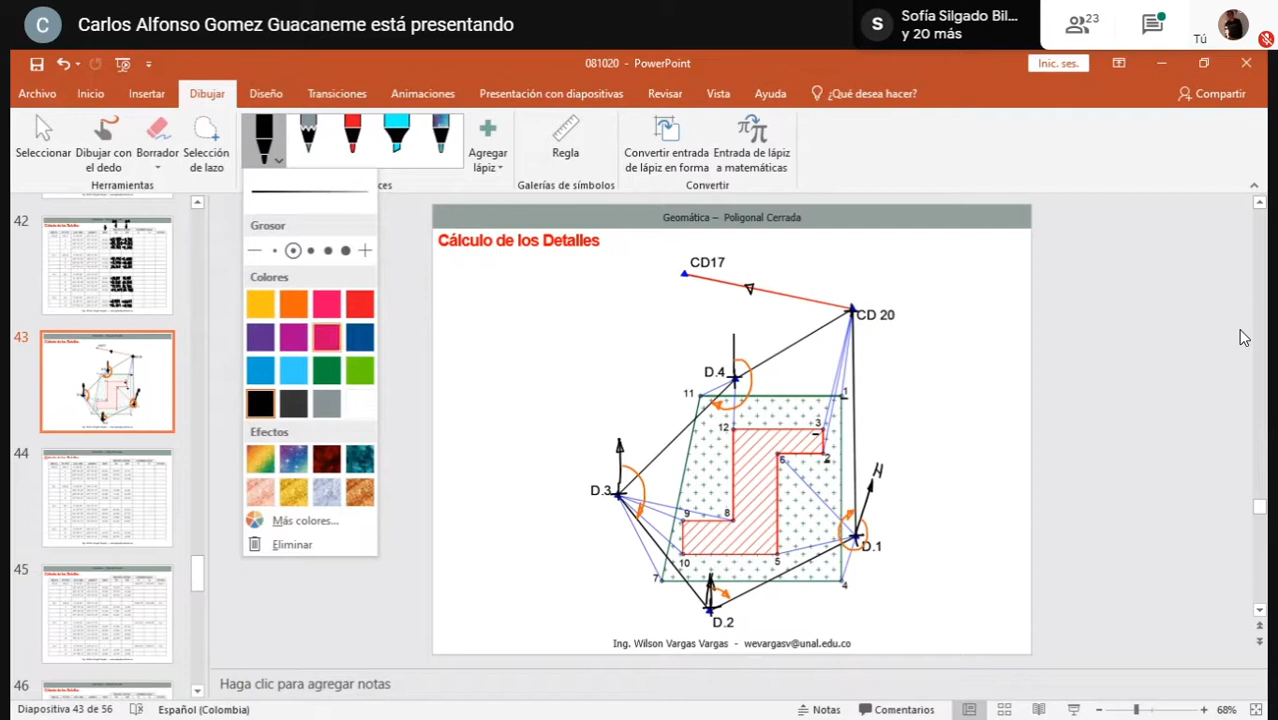 C Carlos Alfonso Gomez Guacaneme está presentando
S Sofía Silgado Bil...
y 20 más
23
Tú
081020 - PowerPoint
Inic. ses.
Archivo Inicio Insertar Dibujar Diseño Transiciones Animaciones Presentación con diapositivas Revisar Vista Ayuda ¿Qué desea hacer? Compartir
Seleccionar
Dibujar con
el dedo
Borrador
Selección
de lazo
Agregar
lápiz
Regla
Convertir entrada
de lápiz en forma
Entrada de lápiz
a matemáticas
Herramientas
ices
Galerías de símbolos
Convertir
Grosor
Colores
Efectos
Más colores...
Eliminar
42
43
44
45
46
Geomática – Poligonal Cerrada
Cálculo de los Detalles
CD17
CD 20
D.4
11
1
12
3
2
6
D.3
9
8
N
D.1
10
5
7
4
D.2
Ing. Wilson Vargas Vargas - wevargasv@unal.edu.co
Haga clic para agregar notas
Diapositiva 43 de 56 Español (Colombia) Notas Comentarios 68%